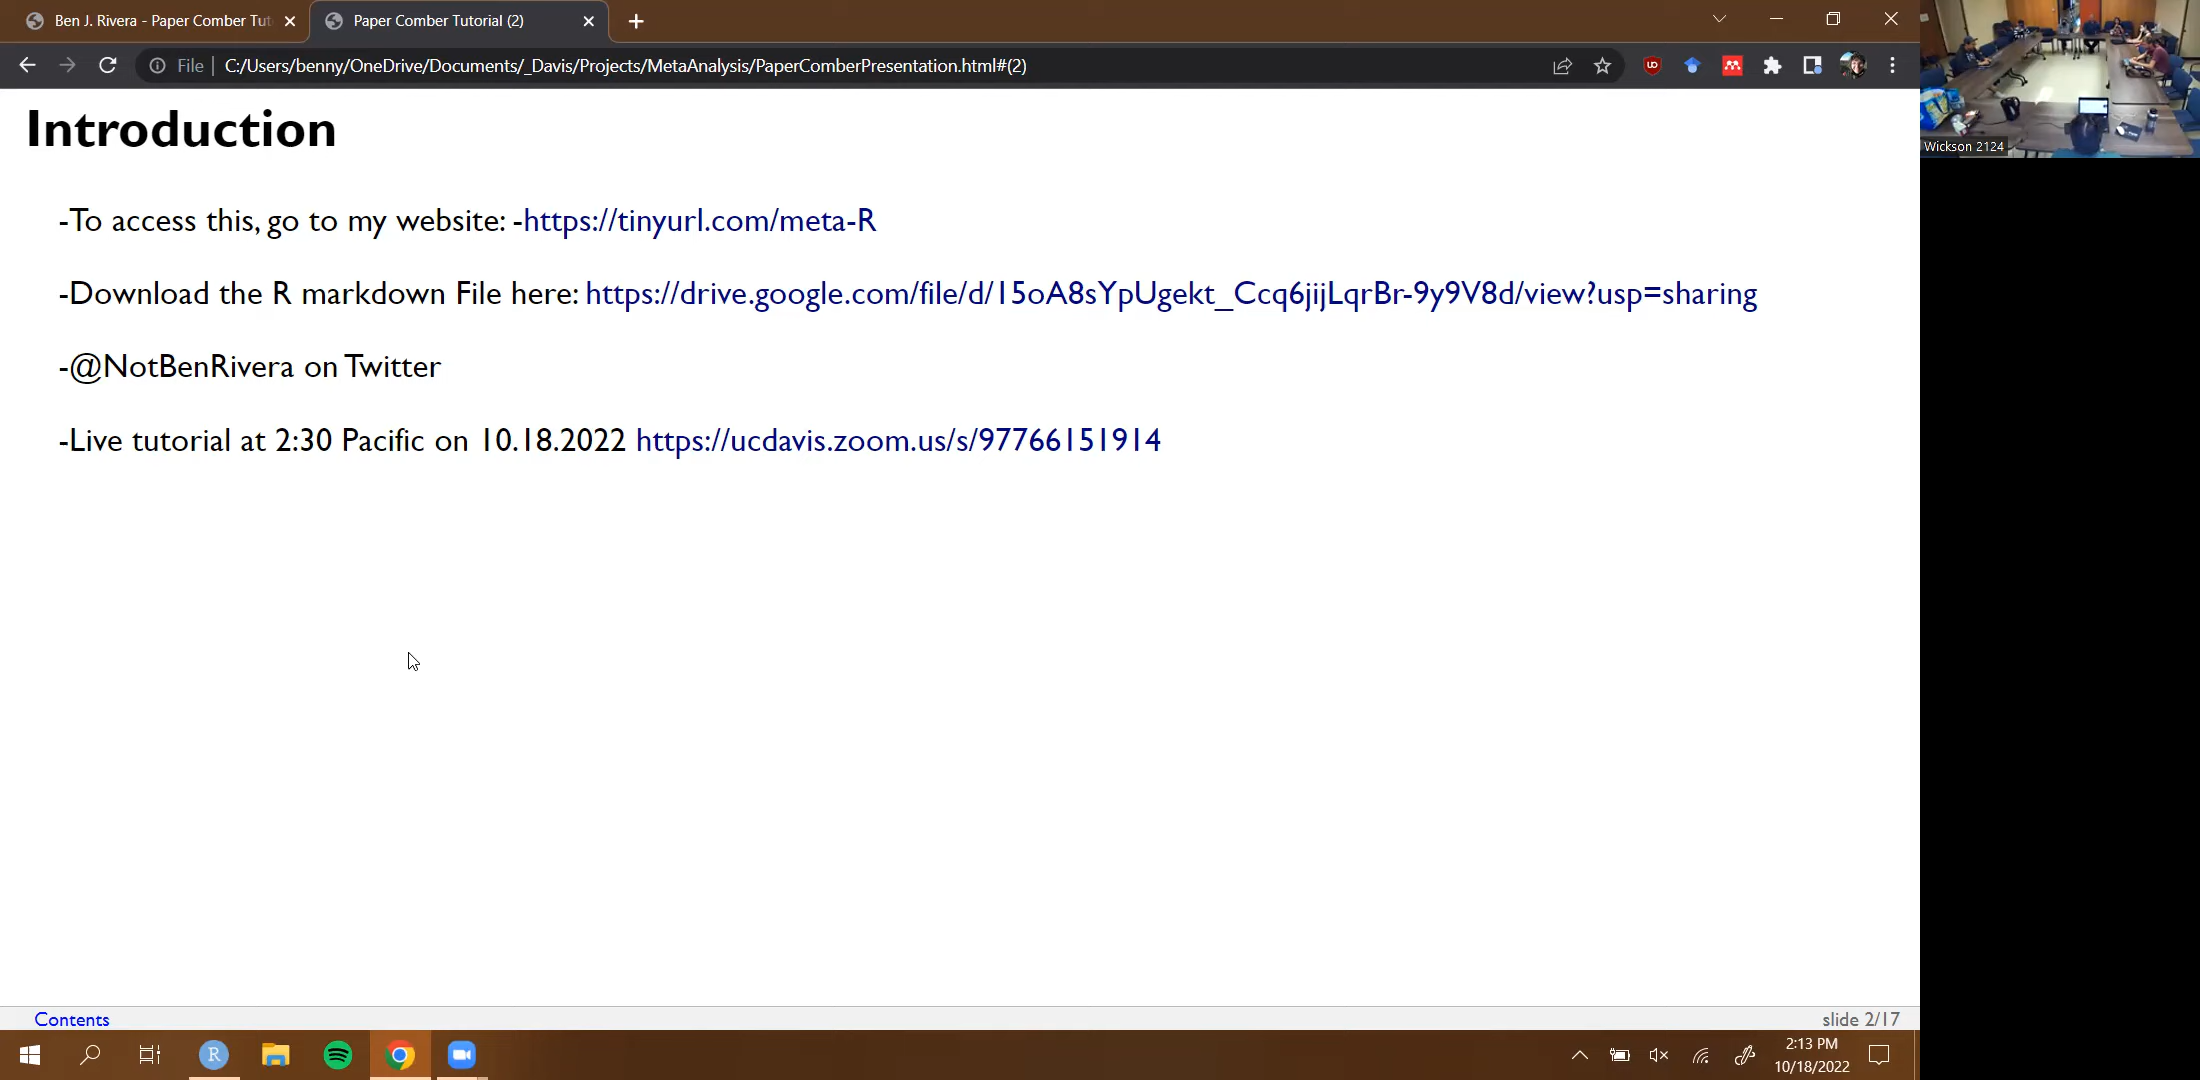 Ben J. Rivera - Paper Comber Tut
Paper Comber Tutorial (2)
File | C:/Users/benny/OneDrive/Documents/_Davis/Projects/MetaAnalysis/PaperComberPresentation.html#(2)
Wickson 2124
Introduction
-To access this, go to my website: -https://tinyurl.com/meta-R
-Download the R markdown File here: https://drive.google.com/file/d/15oA8sYpUgekt_Ccq6jijLqrBr-9y9V8d/view?usp=sharing
-@NotBenRivera on Twitter
-Live tutorial at 2:30 Pacific on 10.18.2022 https://ucdavis.zoom.us/s/97766151914
Contents
slide 2/17
R
2:13 PM
10/18/2022